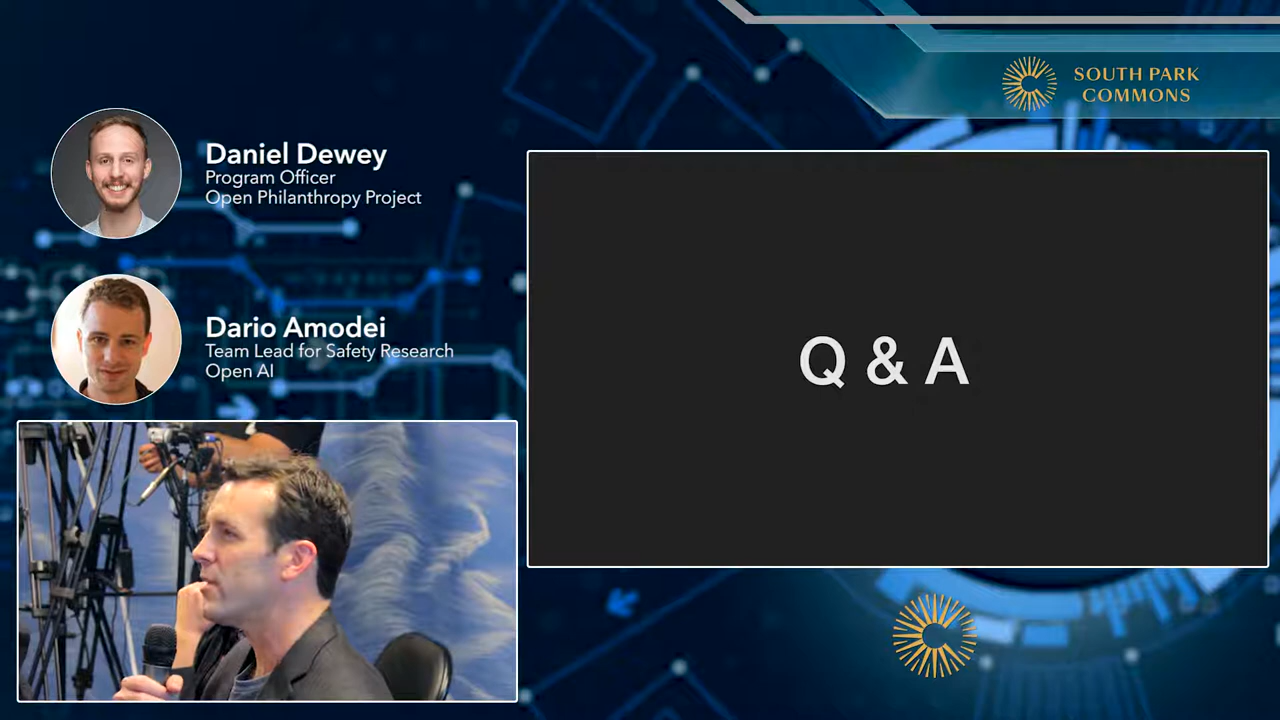 SOUTH PARK
COMMONS
Daniel Dewey
Program Officer
Open Philanthropy Project
Dario Amodei
Team Lead for Safety Research
Open AI
Q & A